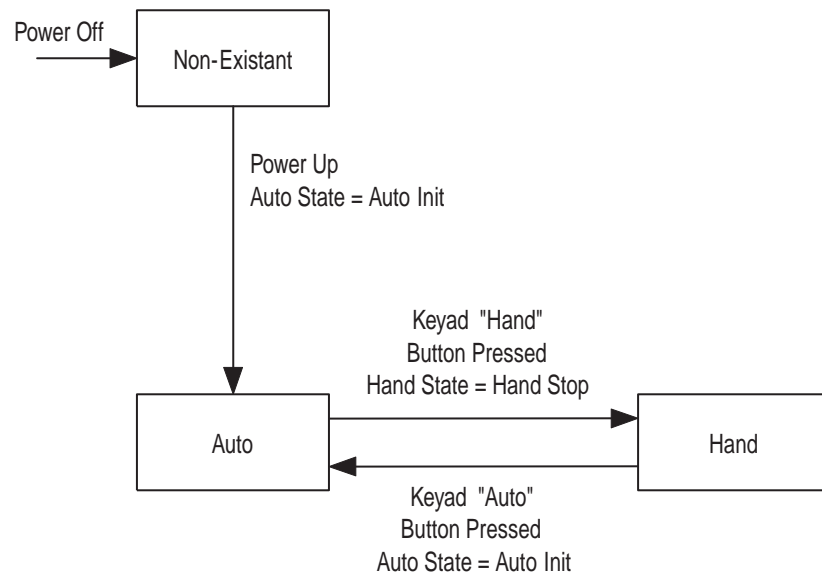 Power Off
Non-Existant
Power Up
Auto State = Auto Init
Keyad "Hand"
Button Pressed
Hand State = Hand Stop
Auto
Hand
Keyad "Auto"
Button Pressed
Auto State = Auto Init